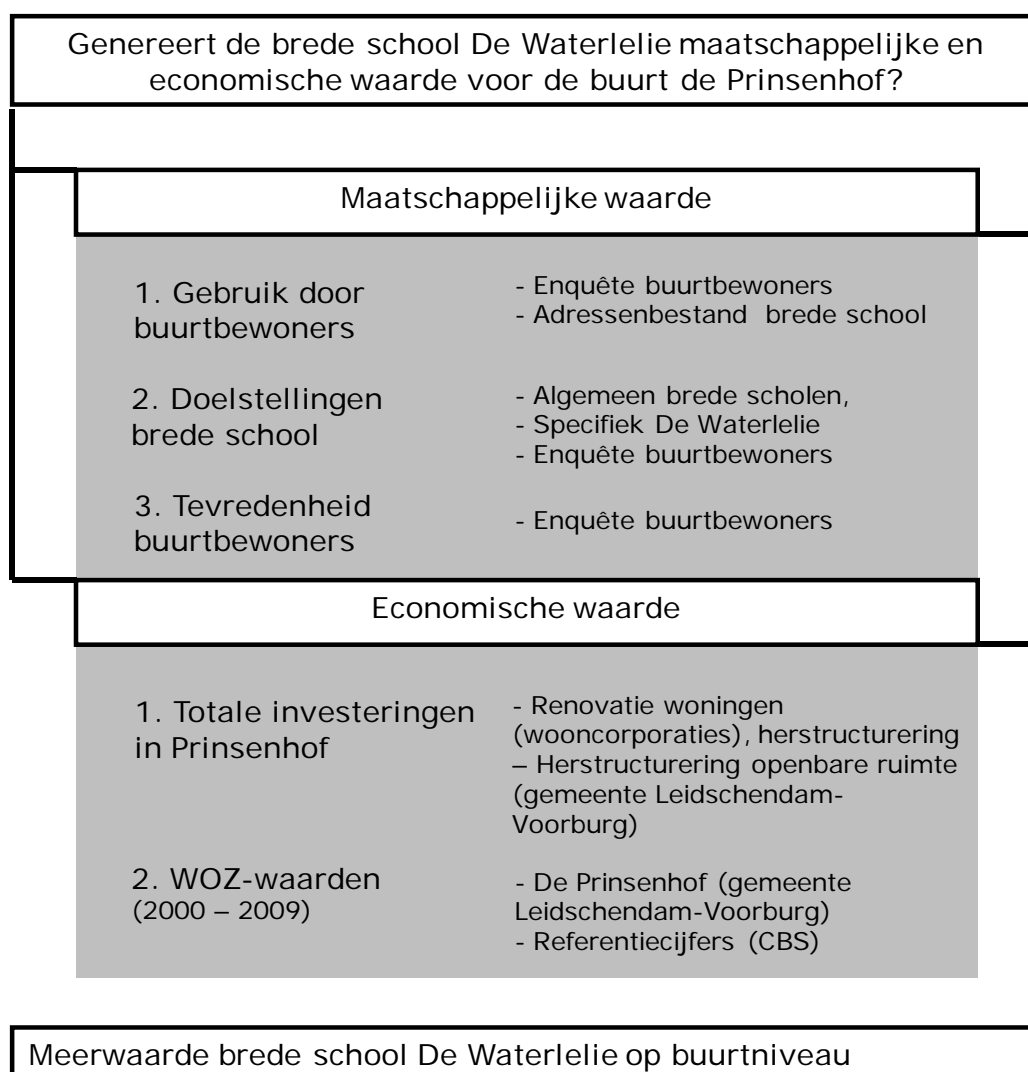 Genereert de brede school De Waterlelie maatschappelijke en
economische waarde voor de buurt de Prinsenhof?
Maatschappelijke waarde
1. Gebruik door
buurtbewoners
- Enquête buurtbewoners
- Adressenbestand brede school
2. Doelstellingen
brede school
- Algemeen brede scholen,
- Specifiek De Waterlelie
- Enquête buurtbewoners
3. Tevredenheid
buurtbewoners
- Enquête buurtbewoners
Economische waarde
1. Totale investeringen
in Prinsenhof
- Renovatie woningen
(wooncorporaties), herstructurering
– Herstructurering openbare ruimte
(gemeente Leidschendam-
Voorburg)
2. WOZ-waarden
(2000 – 2009)
- De Prinsenhof (gemeente
Leidschendam-Voorburg)
- Referentiecijfers (CBS)
Meerwaarde brede school De Waterlelie op buurtniveau